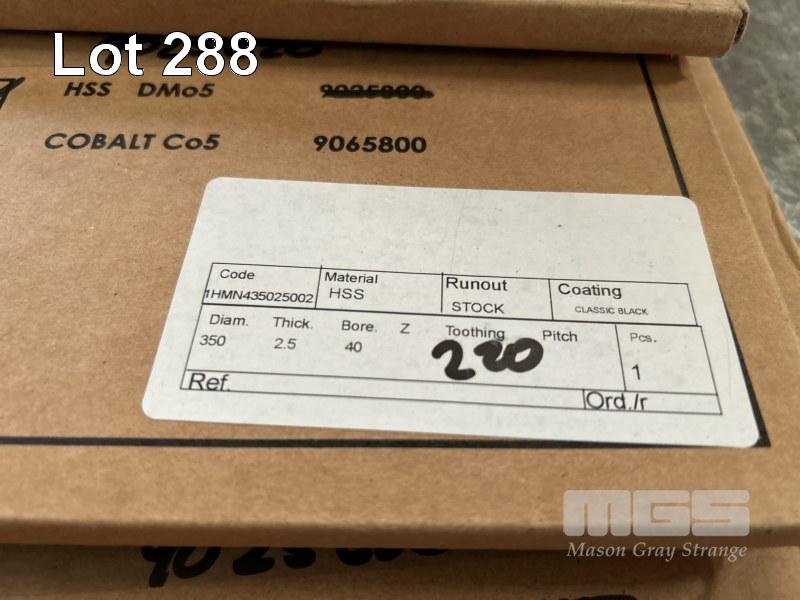 Lot 288
HSS DMo5 9025800
COBALT Co5 9065800
Code Material Runout Coating
1HMN435025002 HSS STOCK CLASSIC BLACK
Diam. Thick. Bore. Z Toothing Pitch Pcs.
350 2.5 40 220 1
Ref. Ord./r
MGS
Mason Gray Strange